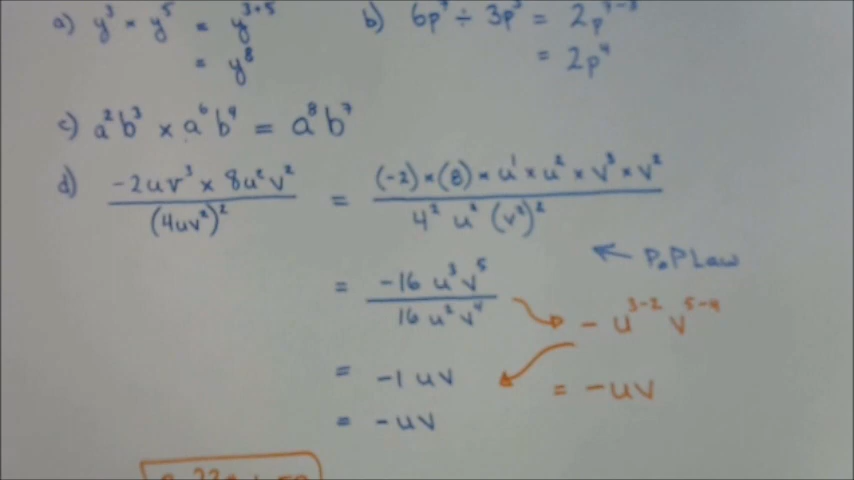 a) y³ × y⁵ = y³⁺⁵
= y⁸
b) 6p⁷ ÷ 3p³ = 2p⁷⁻³
= 2p⁴
c) a²b³ × a⁶b⁴ = a⁸b⁷
d) -2uv³ × 8u²v² / (4uv²)² = (-2)×(8)×u¹×u²×v³×v² / 4² u² (v²)²
← P.P Law
= -16 u³v⁵ / 16 u²v⁴
- u³⁻² v⁵⁻⁴
= -1 uv
= -uv
= -uv